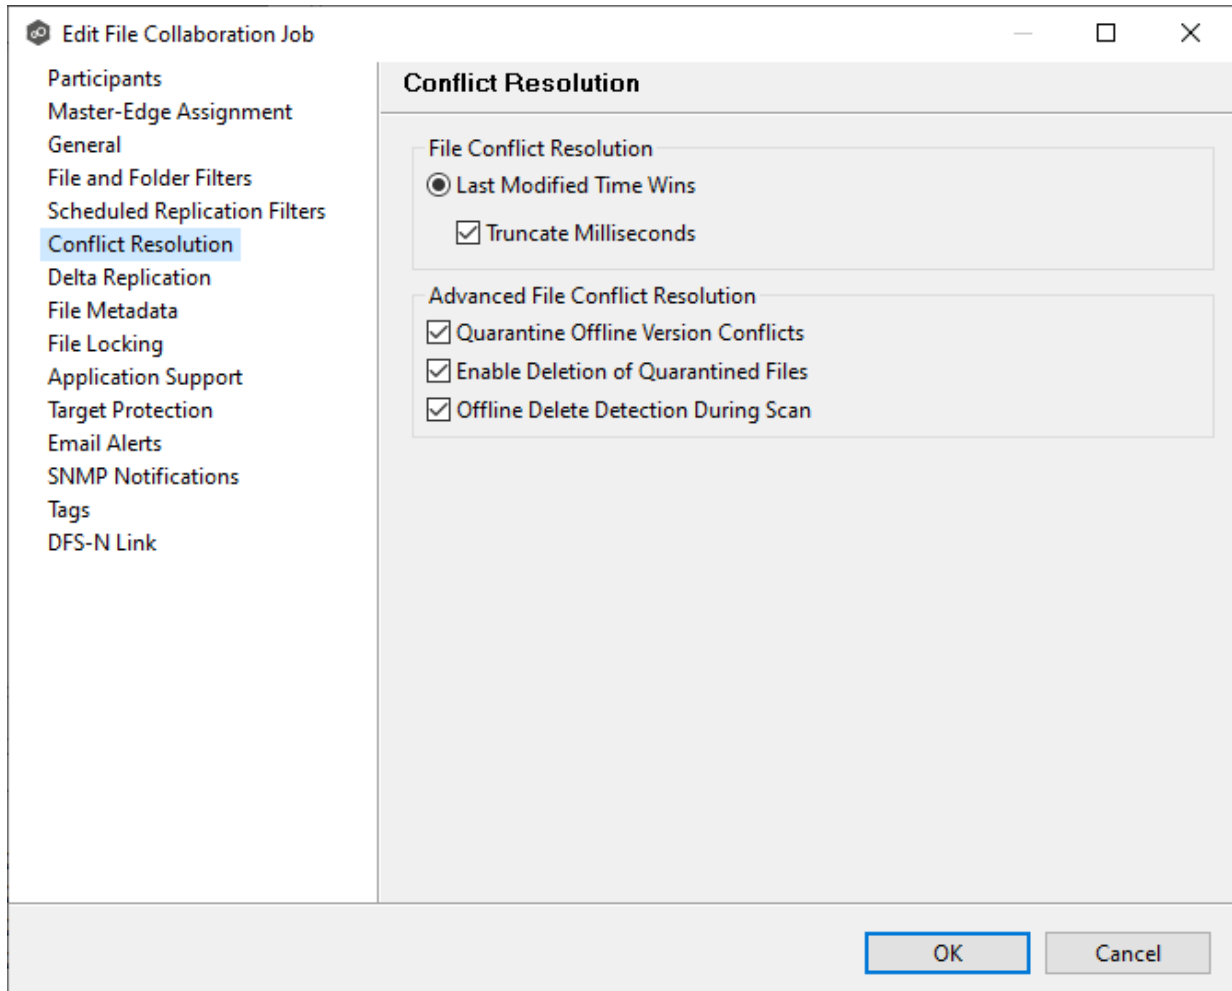 Edit File Collaboration Job
Participants
Master-Edge Assignment
General
File and Folder Filters
Scheduled Replication Filters
Conflict Resolution
Delta Replication
File Metadata
File Locking
Application Support
Target Protection
Email Alerts
SNMP Notifications
Tags
DFS-N Link
Conflict Resolution
File Conflict Resolution
Last Modified Time Wins
Truncate Milliseconds
Advanced File Conflict Resolution
Quarantine Offline Version Conflicts
Enable Deletion of Quarantined Files
Offline Delete Detection During Scan
OK
Cancel